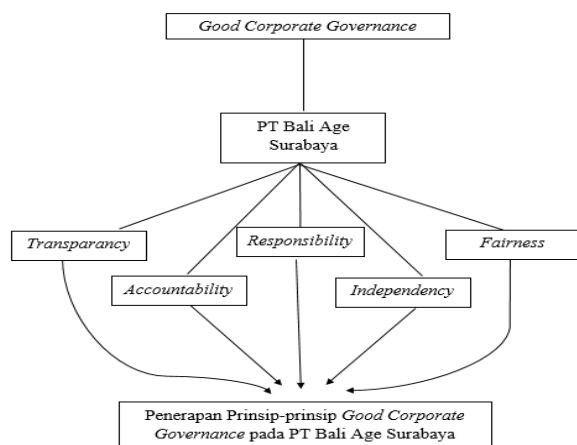 Good Corporate Governance
PT Bali Age
Surabaya
Transparancy
Responsibility
Fairness
Accountability
Independency
Penerapan Prinsip-prinsip Good Corporate
Governance pada PT Bali Age Surabaya